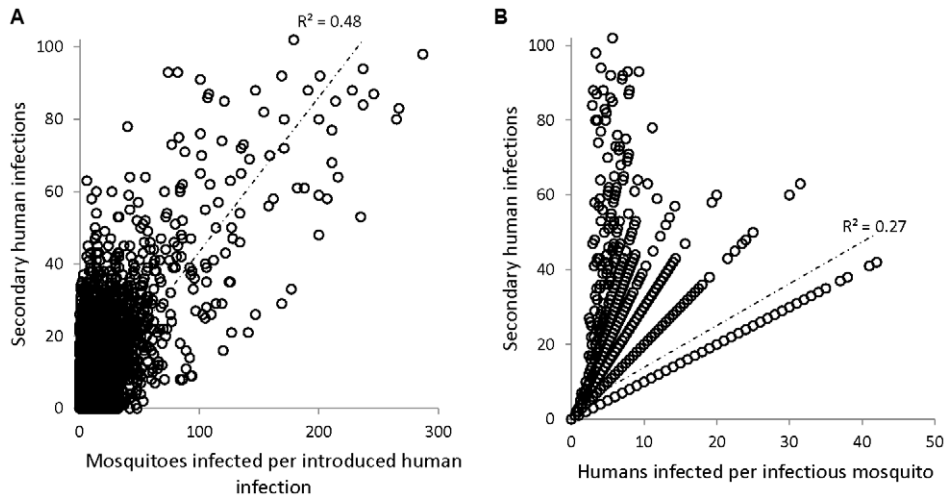 A
R² = 0.48
Secondary human infections
100
80
60
40
20
0
0 100 200 300
Mosquitoes infected per introduced human
infection
B
R² = 0.27
Secondary human infections
100
80
60
40
20
0
0 10 20 30 40 50
Humans infected per infectious mosquito